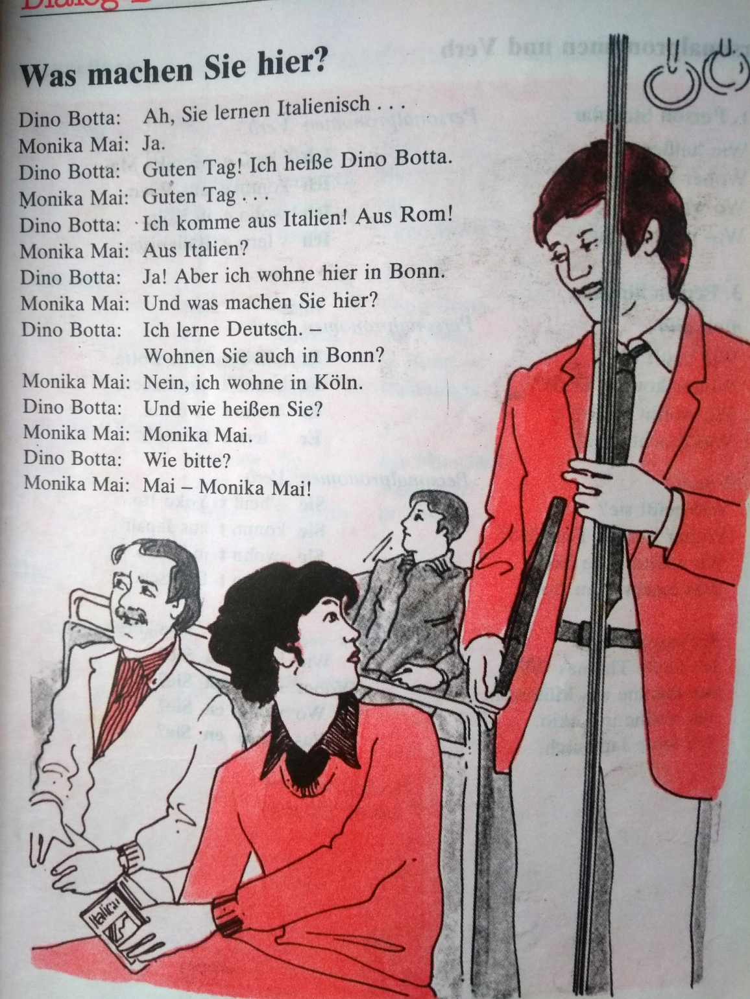 Dialog
Was machen Sie hier?
Dino Botta: Ah, Sie lernen Italienisch . . .
Monika Mai: Ja.
Dino Botta: Guten Tag! Ich heiße Dino Botta.
Monika Mai: Guten Tag . . .
Dino Botta: Ich komme aus Italien! Aus Rom!
Monika Mai: Aus Italien?
Dino Botta: Ja! Aber ich wohne hier in Bonn.
Monika Mai: Und was machen Sie hier?
Dino Botta: Ich lerne Deutsch. –
Wohnen Sie auch in Bonn?
Monika Mai: Nein, ich wohne in Köln.
Dino Botta: Und wie heißen Sie?
Monika Mai: Monika Mai.
Dino Botta: Wie bitte?
Monika Mai: Mai – Monika Mai!